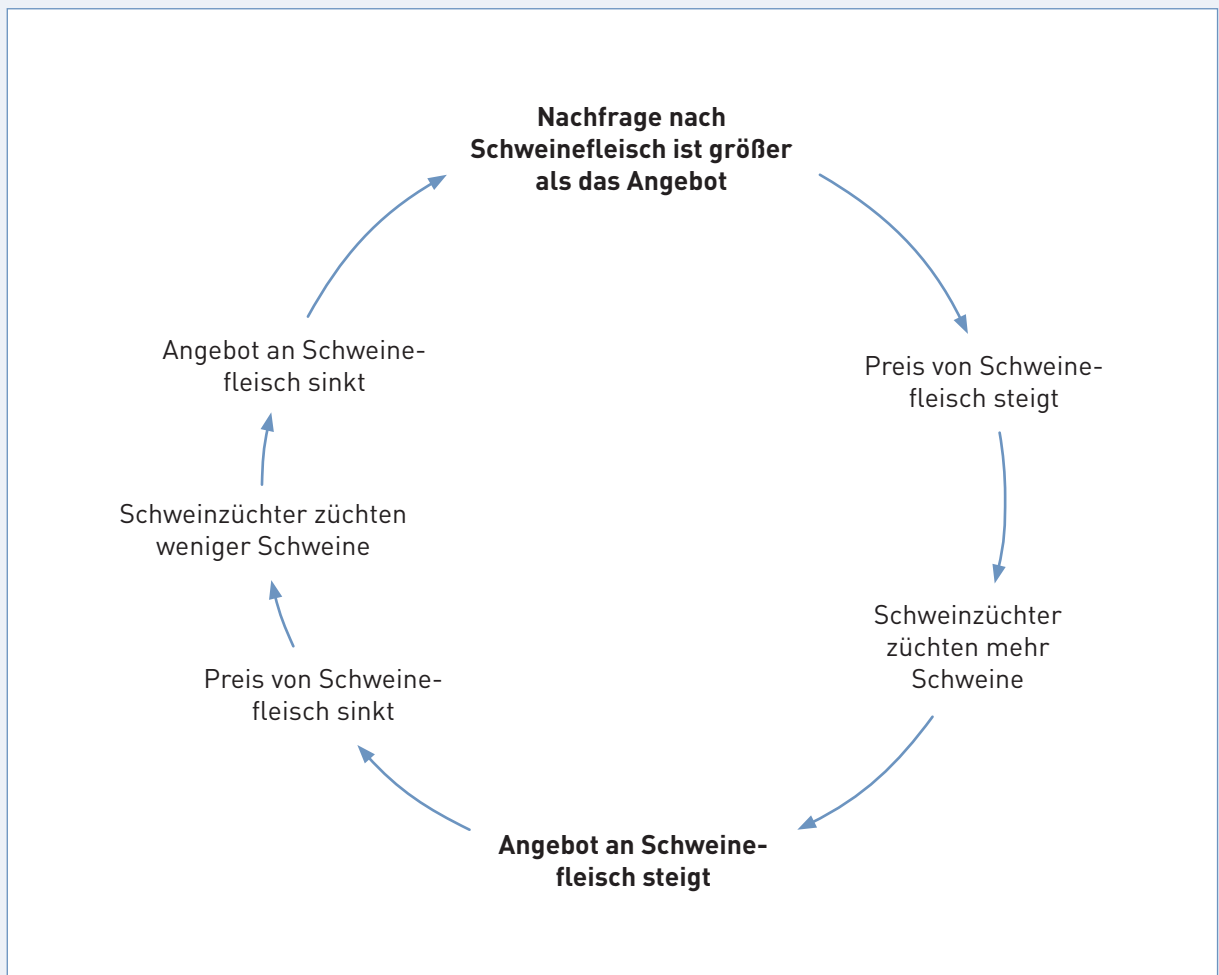 Nachfrage nach
Schweinefleisch ist größer
als das Angebot
Preis von Schweine-
fleisch steigt
Schweinzüchter
züchten mehr
Schweine
Angebot an Schweine-
fleisch steigt
Preis von Schweine-
fleisch sinkt
Schweinzüchter züchten
weniger Schweine
Angebot an Schweine-
fleisch sinkt